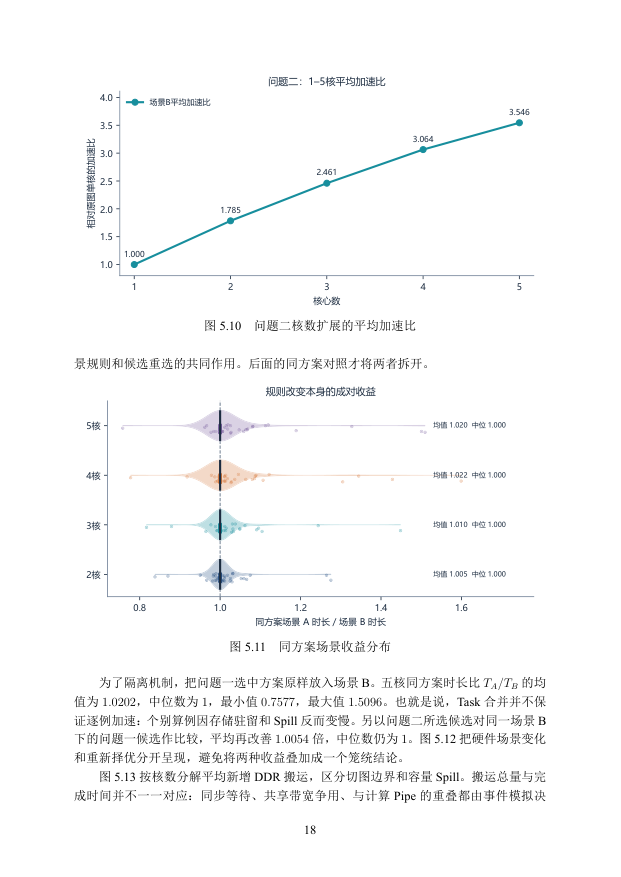 问题二：1–5核平均加速比
场景B平均加速比
相对原图单核的加速比
4.0
3.5
3.0
2.5
2.0
1.5
1.0
1.000
1.785
2.461
3.064
3.546
1 2 3 4 5
核心数
图 5.10 问题二核数扩展的平均加速比
景规则和候选重选的共同作用。后面的同方案对照才将两者拆开。
规则改变本身的成对收益
5核 均值 1.020 中位 1.000
4核 均值 1.022 中位 1.000
3核 均值 1.010 中位 1.000
2核 均值 1.005 中位 1.000
0.8 1.0 1.2 1.4 1.6
同方案场景 A 时长 / 场景 B 时长
图 5.11 同方案场景收益分布
为了隔离机制，把问题一选中方案原样放入场景 B。五核同方案时长比 T_A/T_B 的均
值为 1.0202，中位数为 1，最小值 0.7577，最大值 1.5096。也就是说，Task 合并并不保
证逐例加速：个别算例因存储驻留和 Spill 反而变慢。另以问题二所选候选对同一场景 B
下的问题一候选作比较，平均再改善 1.0054 倍，中位数仍为 1。图 5.12 把硬件场景变化
和重新择优分开呈现，避免将两种收益叠加成一个笼统结论。
图 5.13 按核数分解平均新增 DDR 搬运，区分切图边界和容量 Spill。搬运总量与完
成时间并不一一对应：同步等待、共享带宽争用、与计算 Pipe 的重叠都由事件模拟决
18